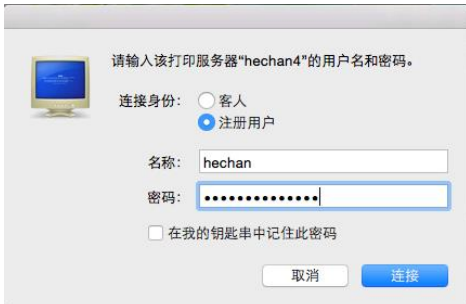 请输入该打印服务器“hechan4”的用户名和密码。
连接身份： 客人
注册用户
名称： hechan
密码： ••••••••••••••
在我的钥匙串中记住此密码
取消 连接